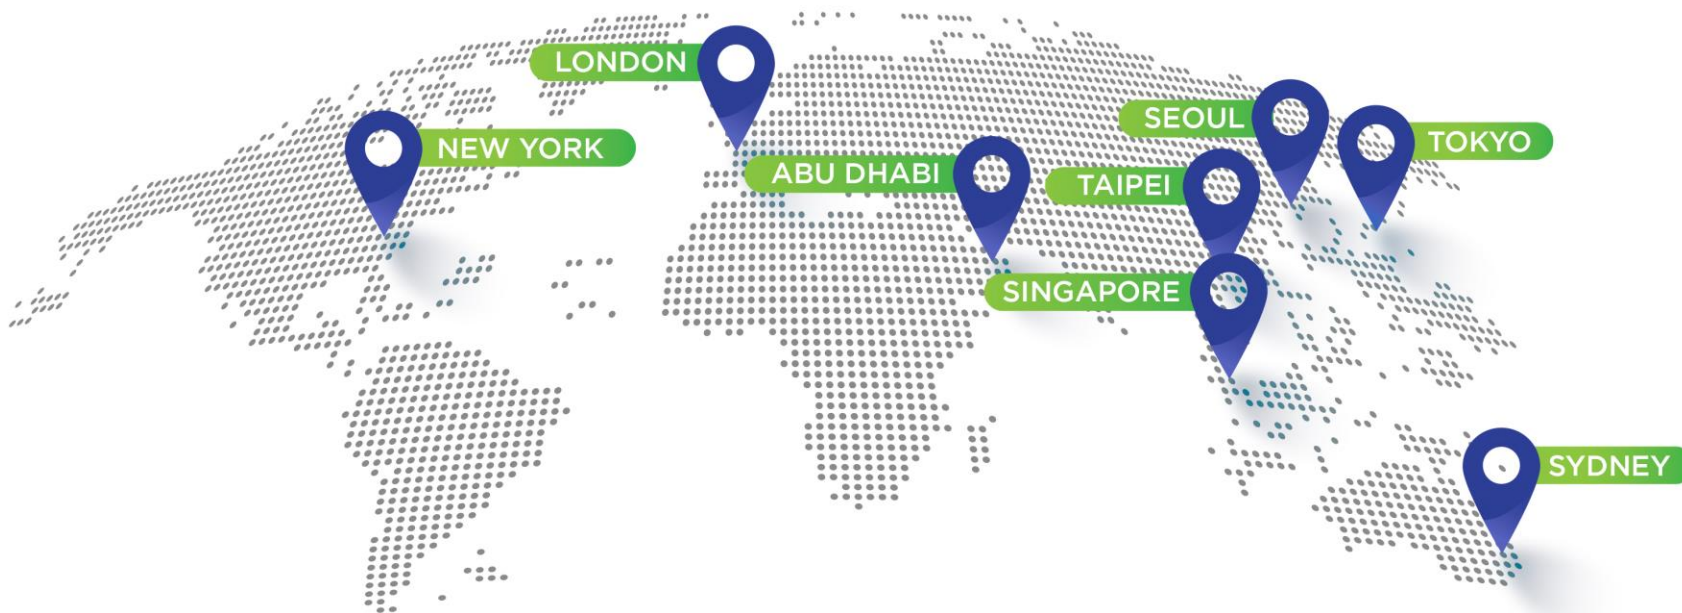 LONDON
SEOUL
TOKYO
NEW YORK
ABU DHABI
TAIPEI
SINGAPORE
SYDNEY